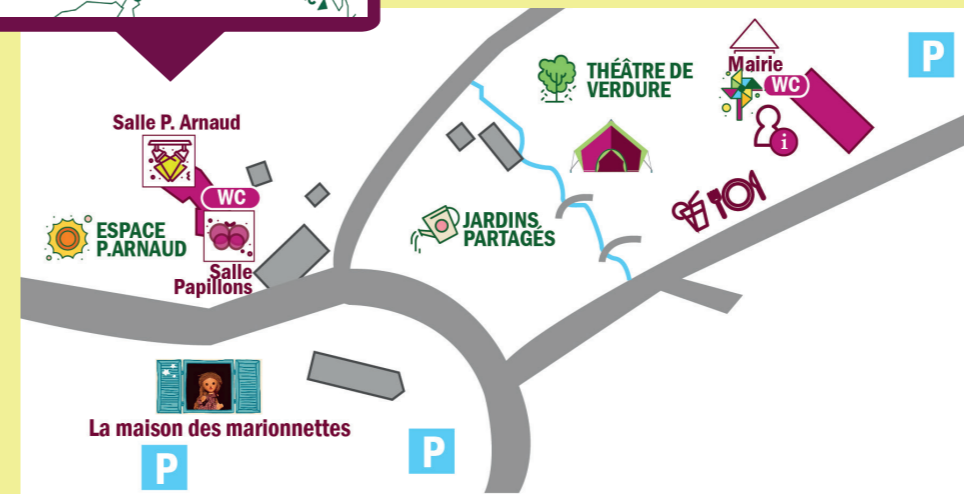 Salle P. Arnaud
WC
ESPACE
P.ARNAUD
Salle
Papillons
La maison des marionnettes
P
P
JARDINS
PARTAGÉS
THÉÂTRE DE
VERDURE
Mairie
WC
i
P